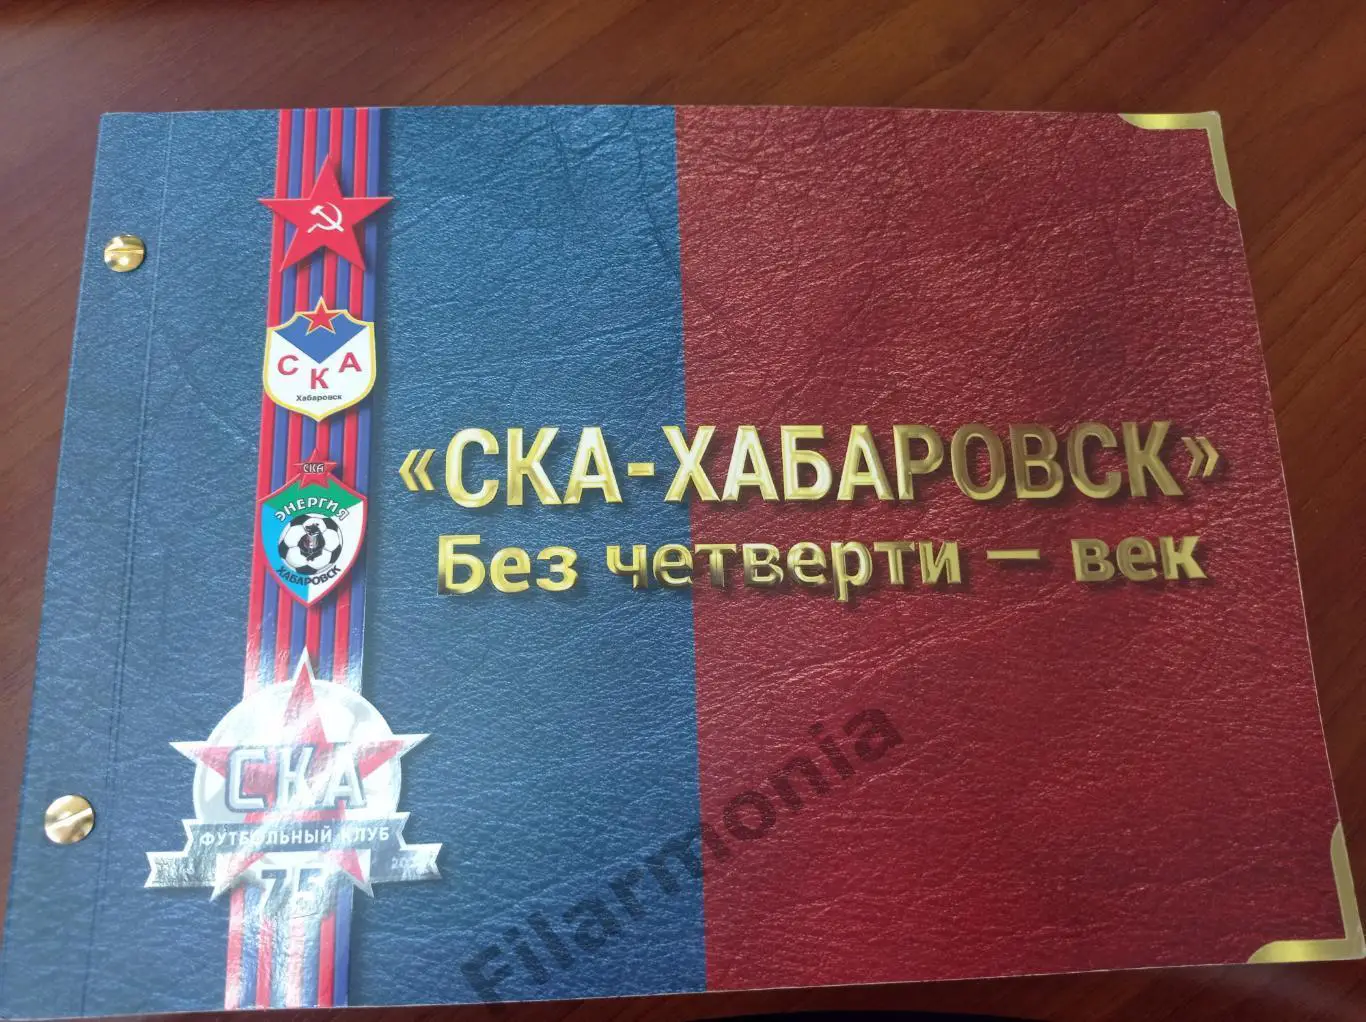 СКА
Хабаровск
СКА
ЭНЕРГИЯ
ХАБАРОВСК
«СКА-ХАБАРОВСК»
Без четверти – век
СКА
ФУТБОЛЬНЫЙ КЛУБ
75
Filarmonia